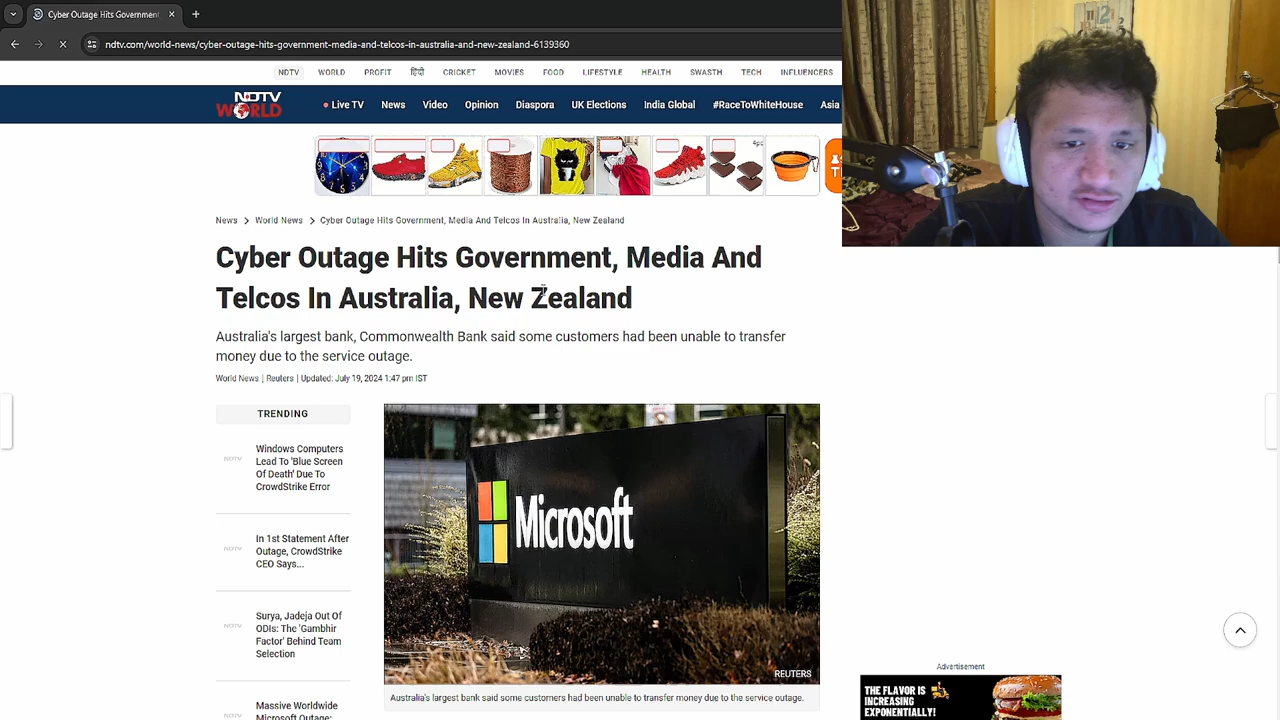 Cyber Outage Hits Government
ndtv.com/world-news/cyber-outage-hits-government-media-and-telcos-in-australia-and-new-zealand-6139360
NDTV WORLD PROFIT हिंदी CRICKET MOVIES FOOD LIFESTYLE HEALTH SWASTH TECH INFLUENCERS
NDTV
WORLD
Live TV News Video Opinion Diaspora UK Elections India Global #RaceToWhiteHouse Asia
News > World News > Cyber Outage Hits Government, Media And Telcos In Australia, New Zealand
Cyber Outage Hits Government, Media And
Telcos In Australia, New Zealand
Australia's largest bank, Commonwealth Bank said some customers had been unable to transfer
money due to the service outage.
World News | Reuters | Updated: July 19, 2024 1:47 pm IST
TRENDING
NDTV
Windows Computers
Lead To 'Blue Screen
Of Death' Due To
CrowdStrike Error
NDTV
In 1st Statement After
Outage, CrowdStrike
CEO Says...
NDTV
Surya, Jadeja Out Of
ODIs: The 'Gambhir
Factor' Behind Team
Selection
NDTV
Massive Worldwide
Microsoft Outage:
Microsoft
REUTERS
Australia's largest bank said some customers had been unable to transfer money due to the service outage.
Advertisement
THE FLAVOR IS
INCREASING
EXPONENTIALLY!